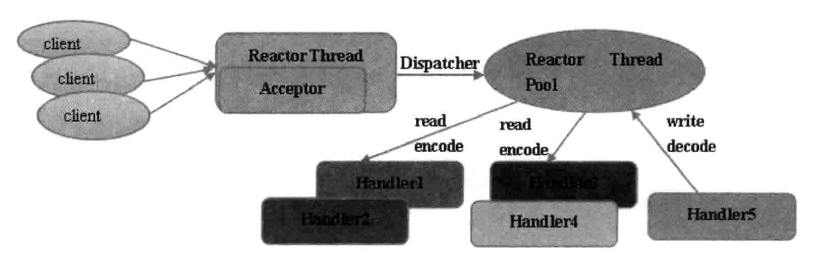 client
client
client
Reactor Thread
Acceptor
Dispatcher
Reactor Thread
Pool
read
encode
read
encode
write
decode
Handler1
Handler2
Handler3
Handler4
Handler5